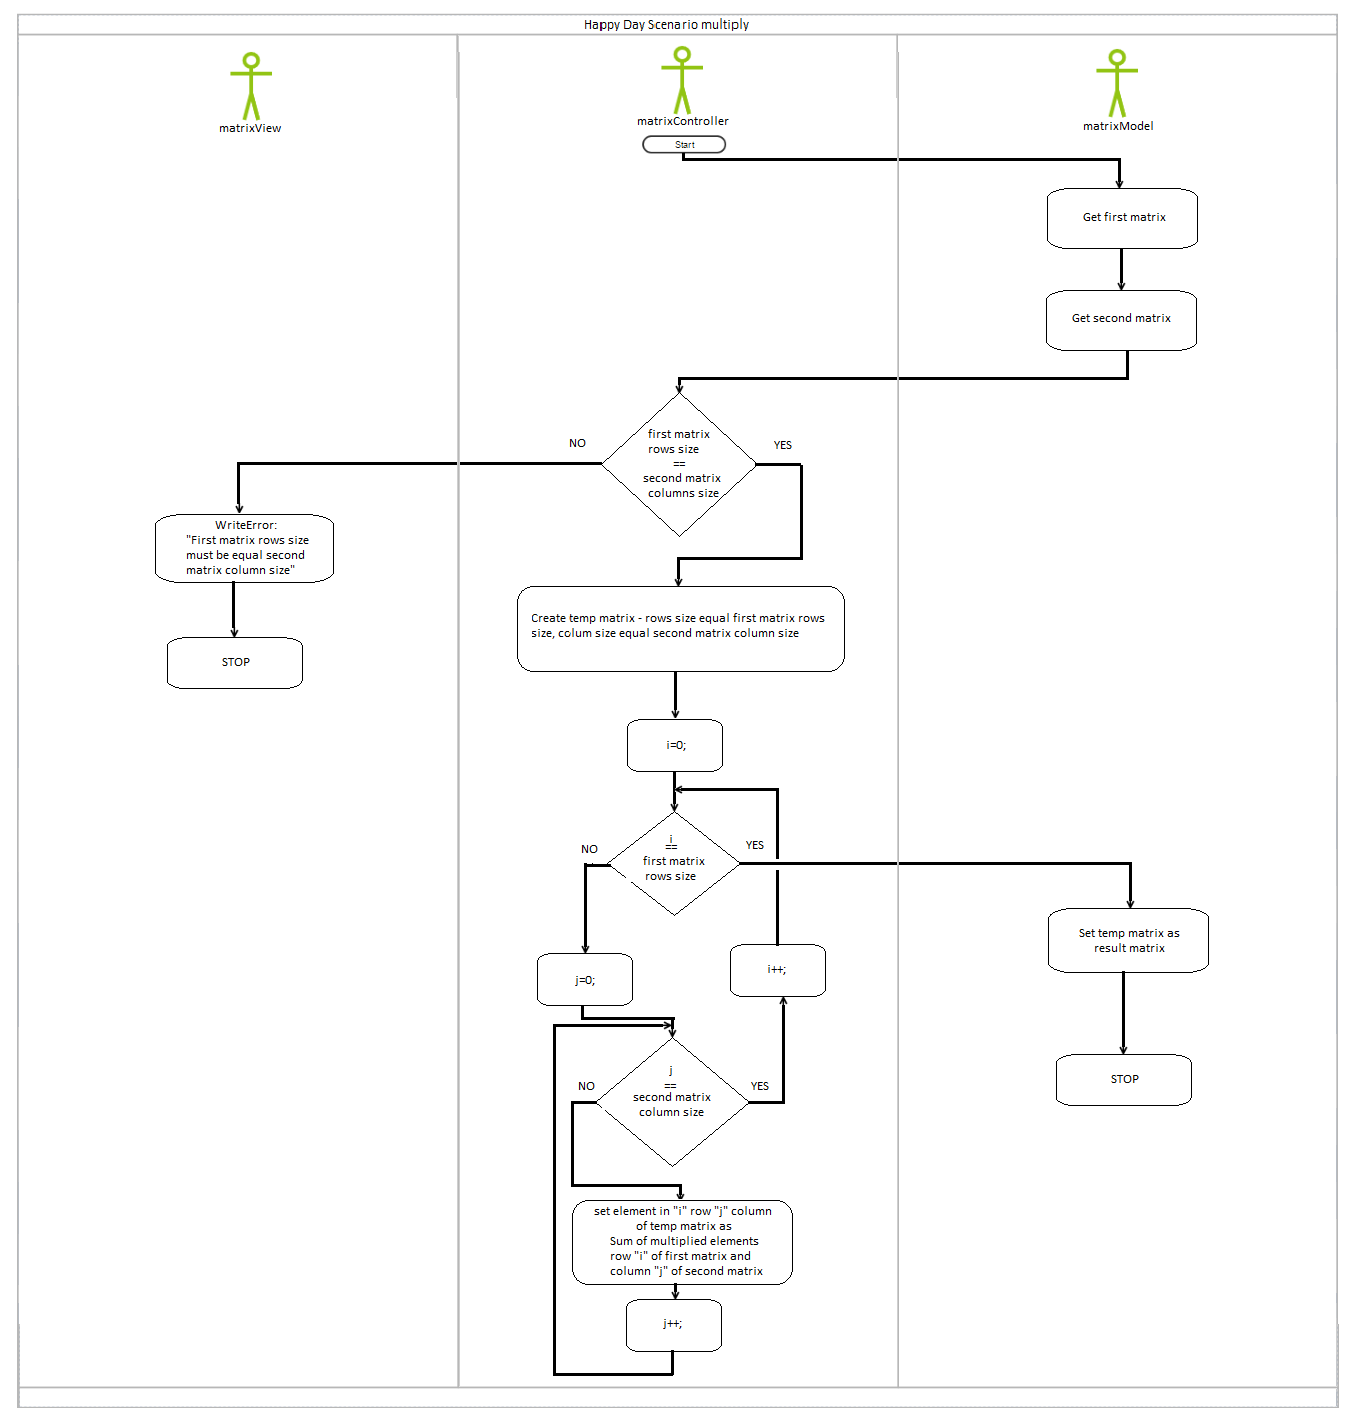 Happy Day Scenario multiply
matrixView
matrixController
matrixModel
Start
Get first matrix
Get second matrix
NO
YES
first matrix
rows size
==
second matrix
columns size
WriteError:
"First matrix rows size
must be equal second
matrix column size"
STOP
Create temp matrix - rows size equal first matrix rows
size, colum size equal second matrix column size
i=0;
NO
YES
i
==
first matrix
rows size
Set temp matrix as
result matrix
j=0;
i++;
STOP
NO
YES
j
==
second matrix
column size
set element in "i" row "j" column
of temp matrix as
Sum of multiplied elements
row "i" of first matrix and
column "j" of second matrix
j++;